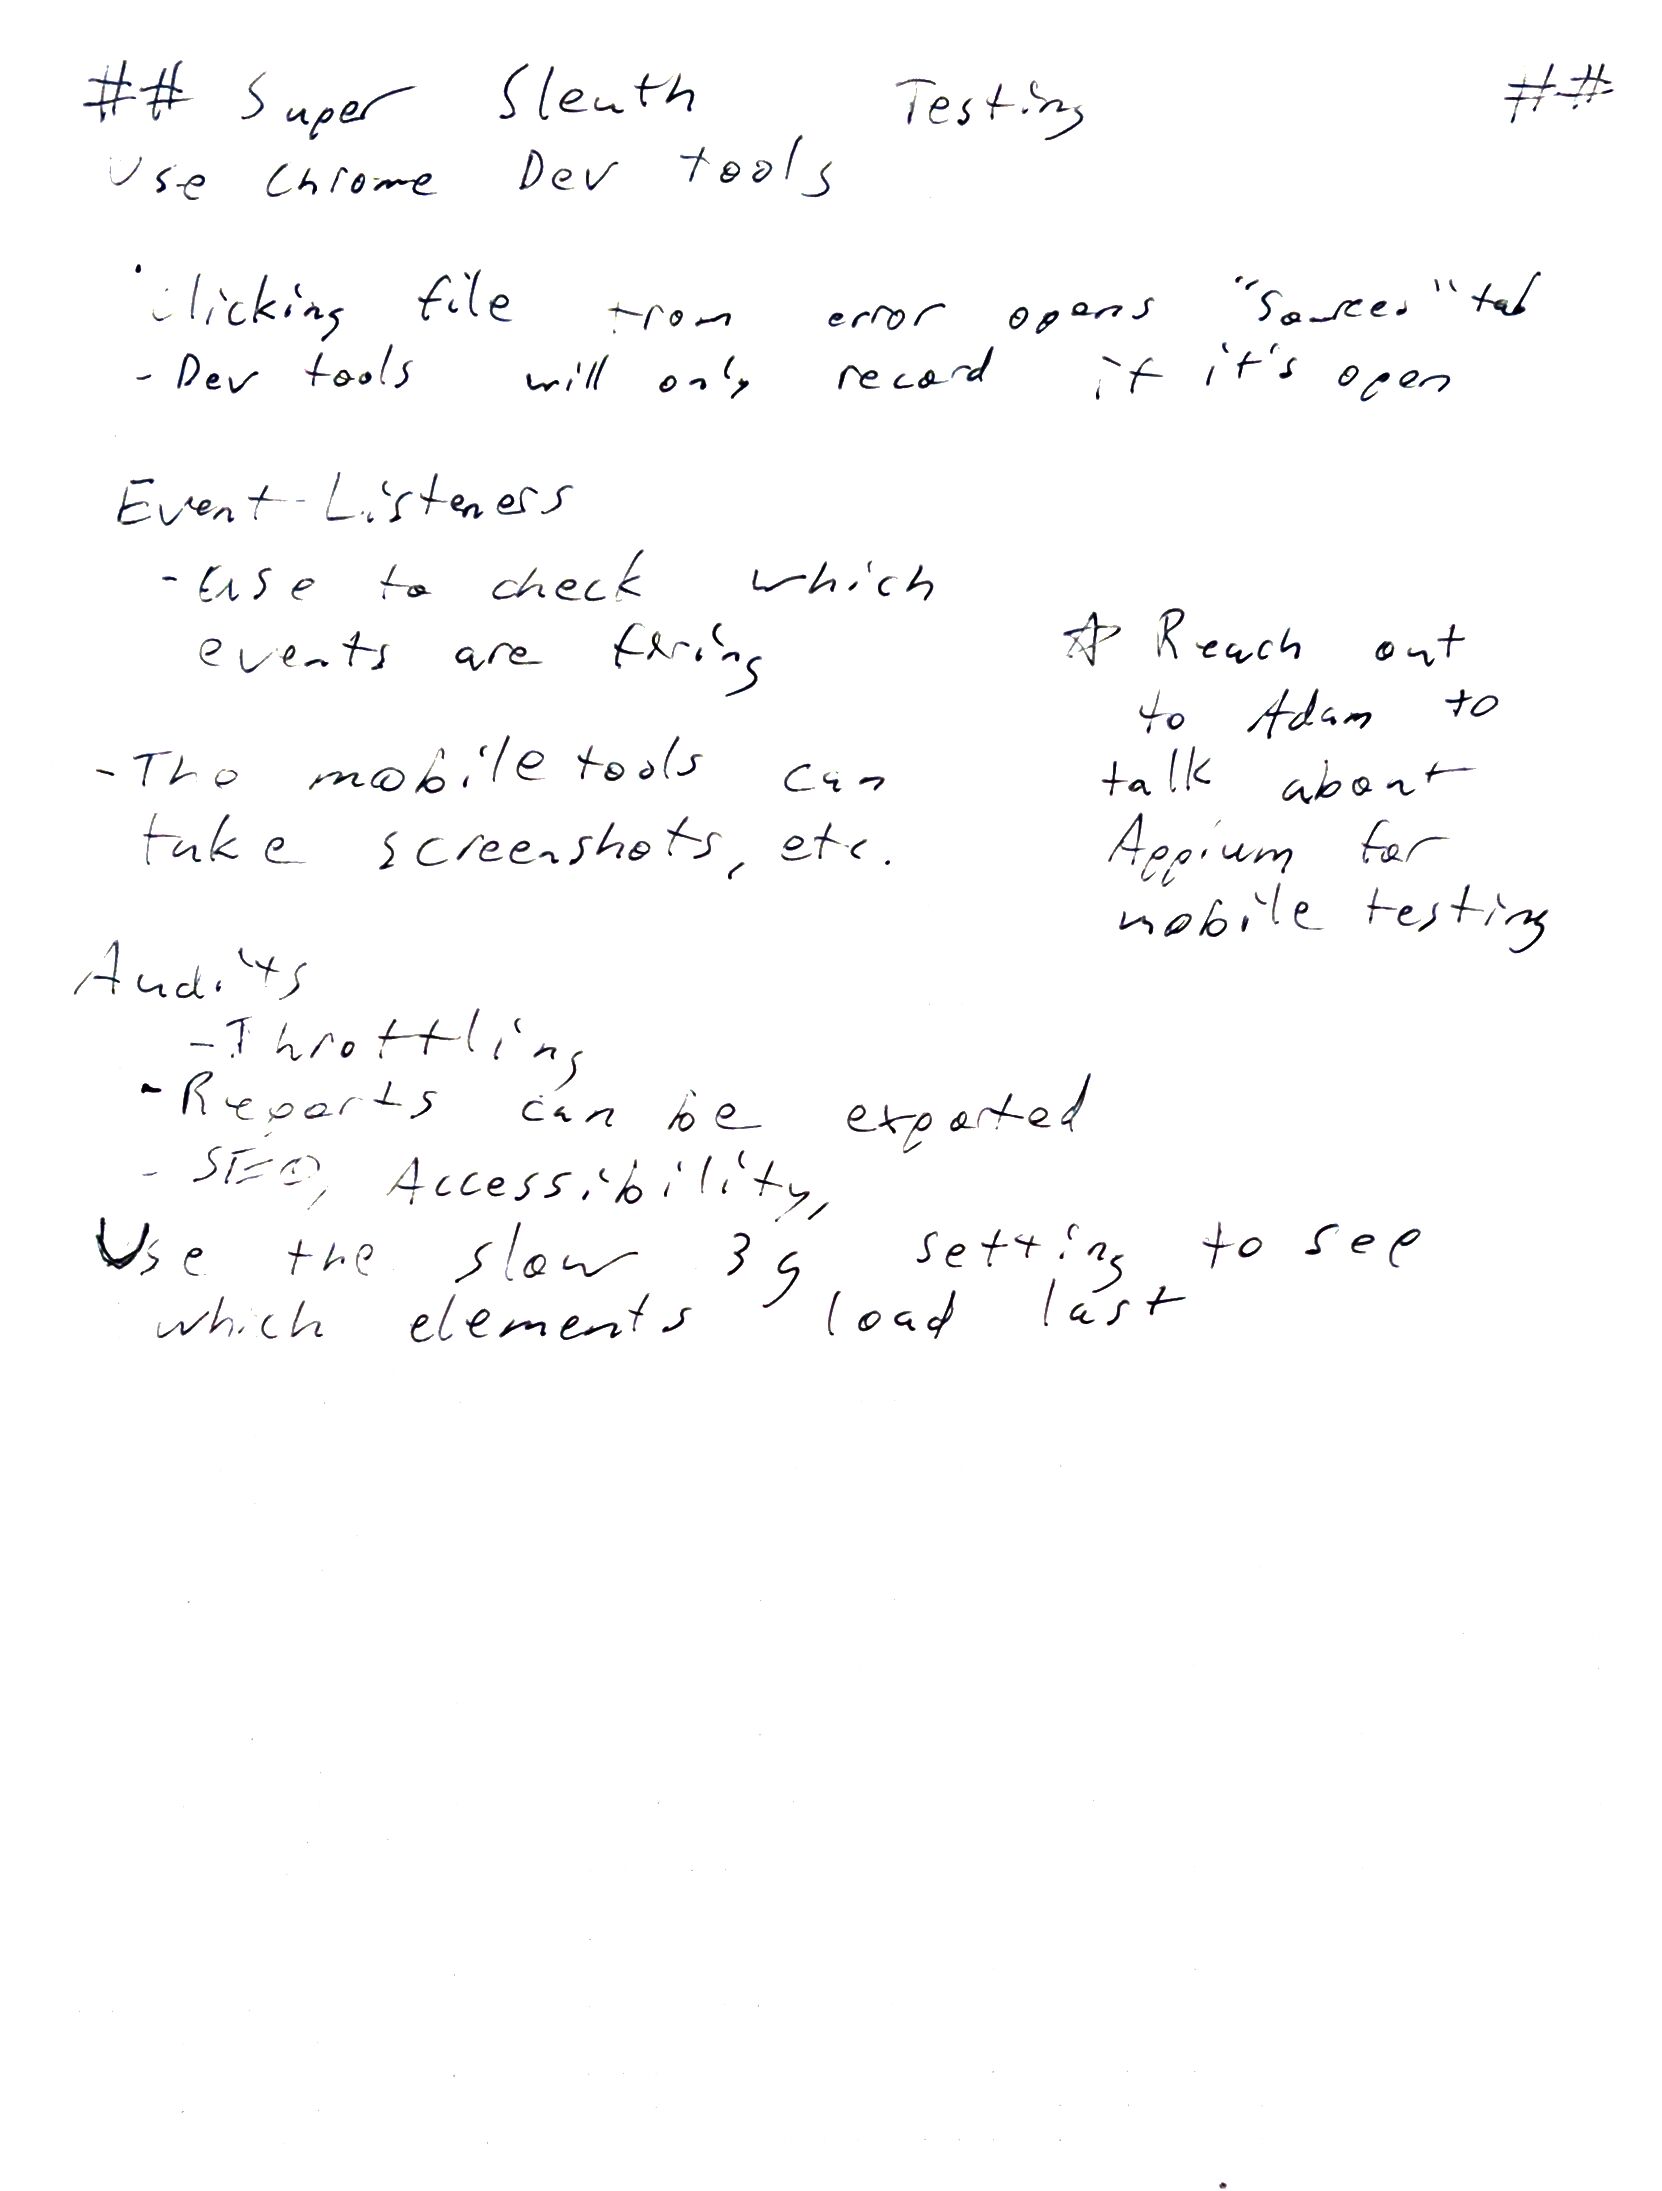 ## Super Sleuth Testing ##
Use Chrome Dev tools
Clicking file from error opens "Sources" tab
- Dev tools will only record if it's open
Event-Listeners
- Use to check which
events are firing
- The mobile tools can
take screenshots, etc.
☆ Reach out
to Adam to
talk about
Appium for
mobile testing
Audits
- Throttling
- Reports can be exported
- SEO, Accessibility,
Use the slow 3g setting to see
which elements load last